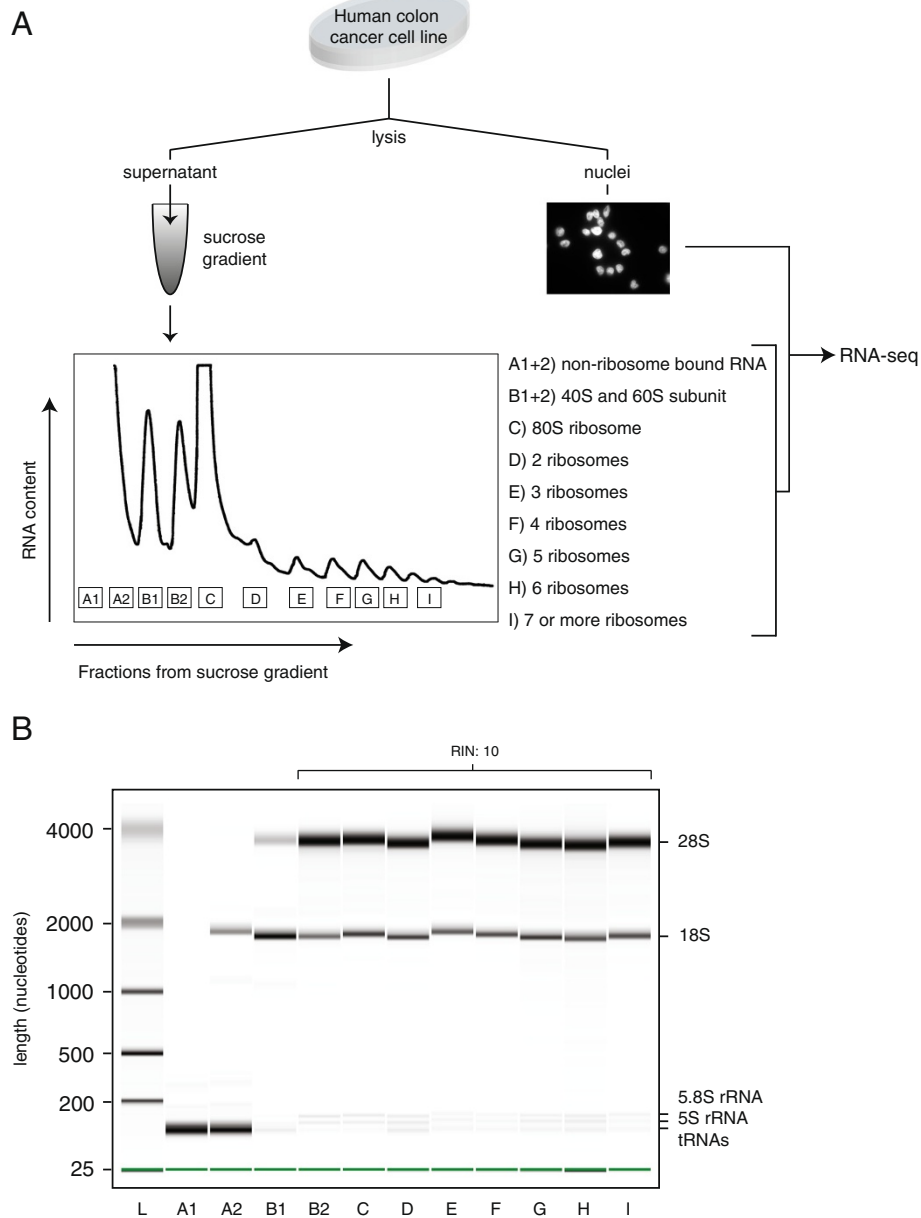 A
Human colon
cancer cell line
lysis
supernatant
nuclei
sucrose
gradient
RNA content
A1 A2 B1 B2 C D E F G H I
Fractions from sucrose gradient
A1+2) non-ribosome bound RNA
B1+2) 40S and 60S subunit
C) 80S ribosome
D) 2 ribosomes
E) 3 ribosomes
F) 4 ribosomes
G) 5 ribosomes
H) 6 ribosomes
I) 7 or more ribosomes
RNA-seq
B
RIN: 10
length (nucleotides)
4000
2000
1000
500
200
25
28S
18S
5.8S rRNA
5S rRNA
tRNAs
L A1 A2 B1 B2 C D E F G H I